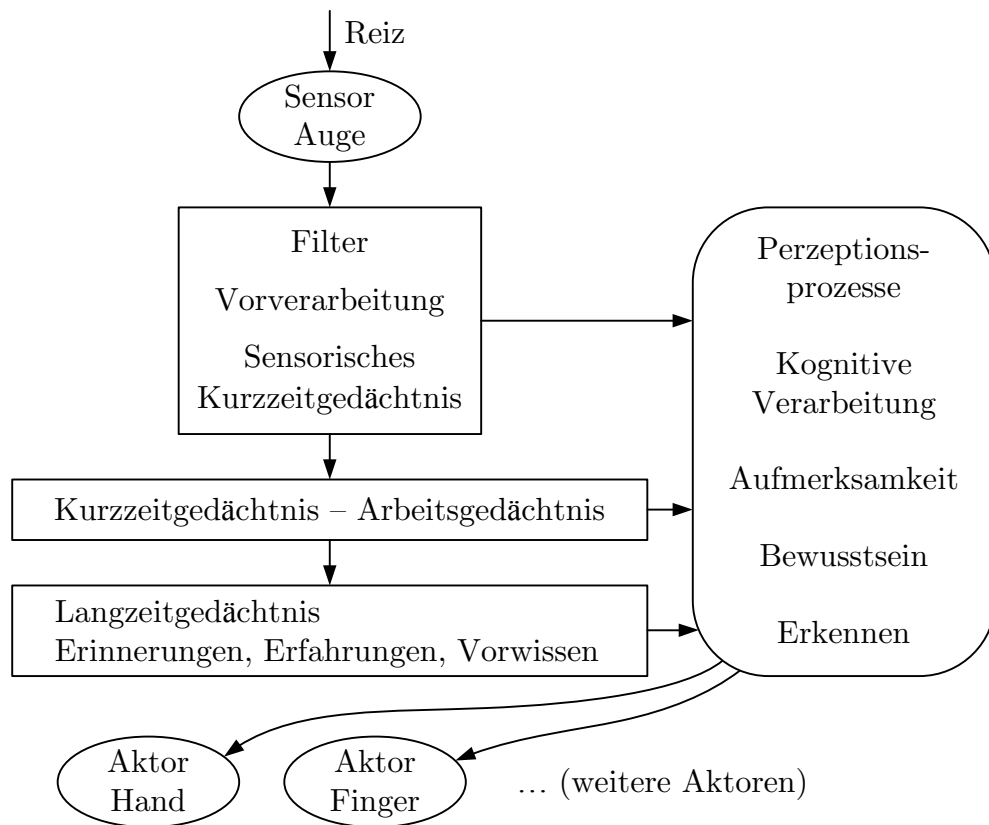 Reiz
Sensor
Auge
Filter
Vorverarbeitung
Sensorisches
Kurzzeitgedächtnis
Kurzzeitgedächtnis – Arbeitsgedächtnis
Langzeitgedächtnis
Erinnerungen, Erfahrungen, Vorwissen
Perzeptions-
prozesse
Kognitive
Verarbeitung
Aufmerksamkeit
Bewusstsein
Erkennen
Aktor
Hand
Aktor
Finger
... (weitere Aktoren)